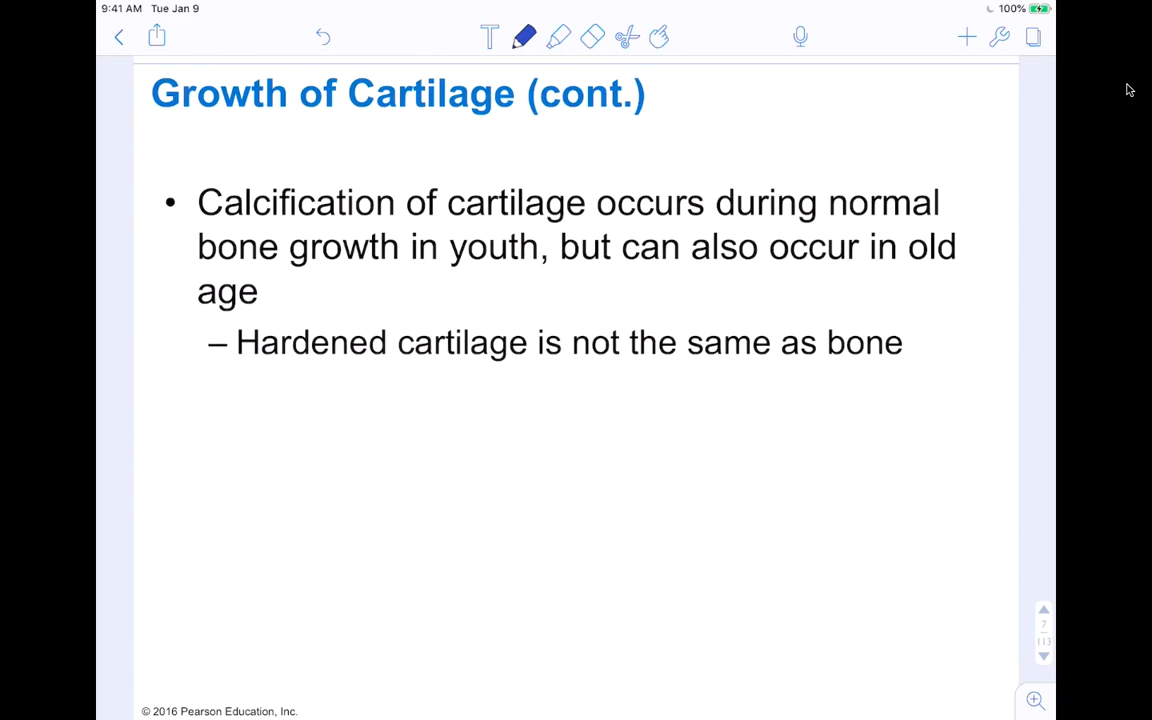 9:41 AM Tue Jan 9 100%
Growth of Cartilage (cont.)
• Calcification of cartilage occurs during normal
bone growth in youth, but can also occur in old
age
– Hardened cartilage is not the same as bone
7
113
© 2016 Pearson Education, Inc.